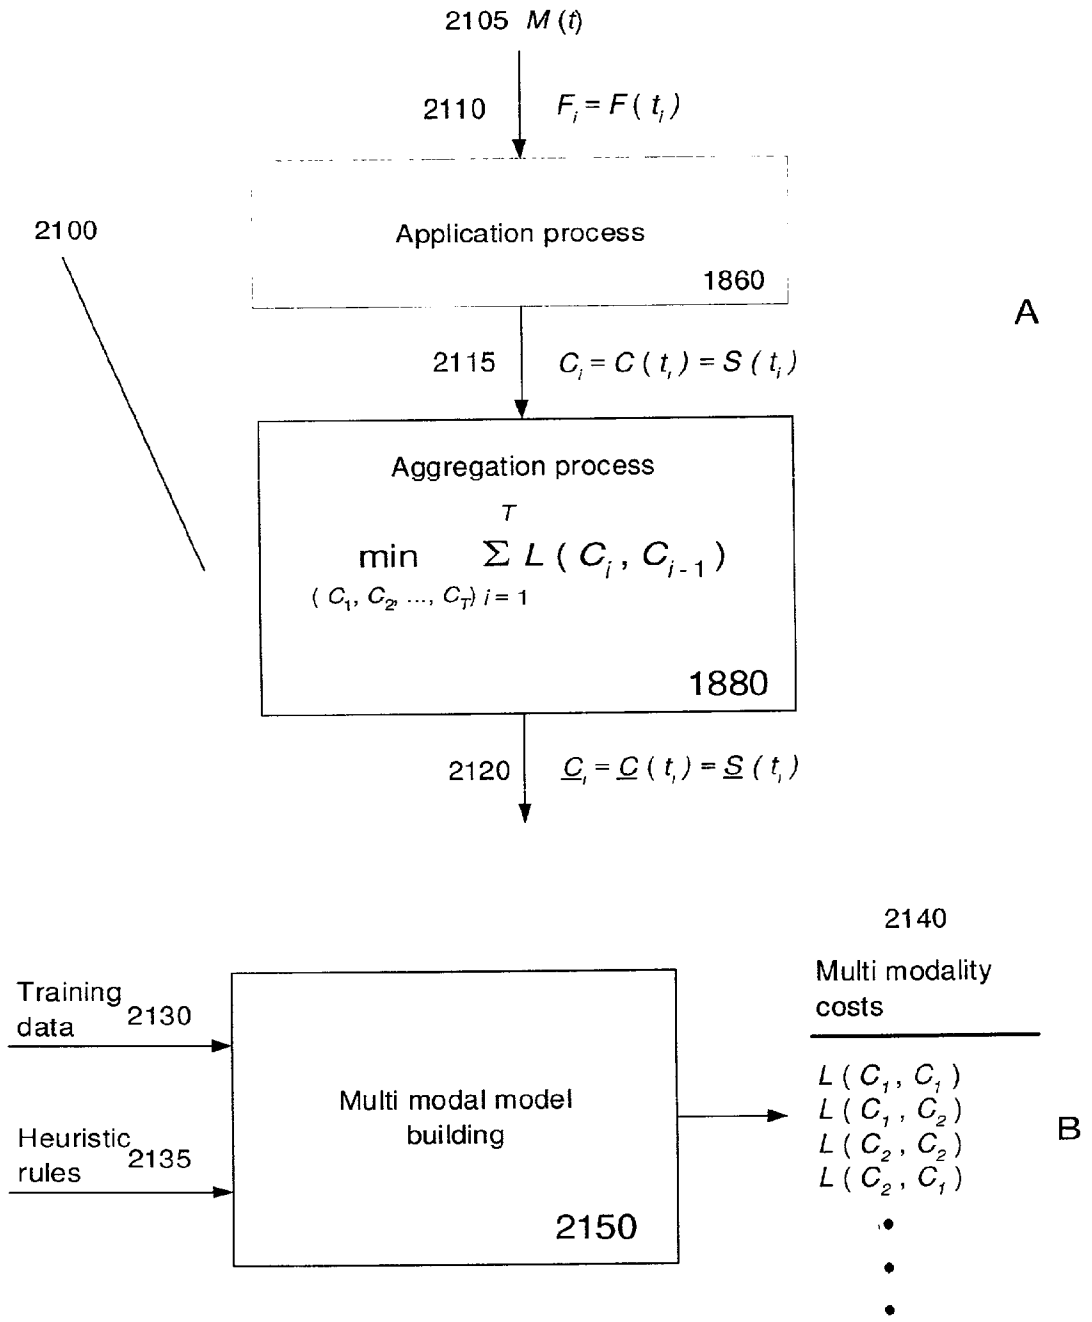 2105 M (t)
2110 F_i = F ( t_i )
Application process
1860
2100
A
2115 C_i = C ( t_i ) = S ( t_i )
Aggregation process
T
min Σ L ( C_i , C_{i-1} )
( C_1, C_2, ..., C_T) i = 1
1880
2120 C_i = C ( t_i ) = S ( t_i )
2140
Multi modality
costs
Training
data 2130
Multi modal model
building
Heuristic
rules 2135
2150
L ( C_1 , C_1 )
L ( C_1 , C_2 )
L ( C_2 , C_2 )
L ( C_2 , C_1 )
B